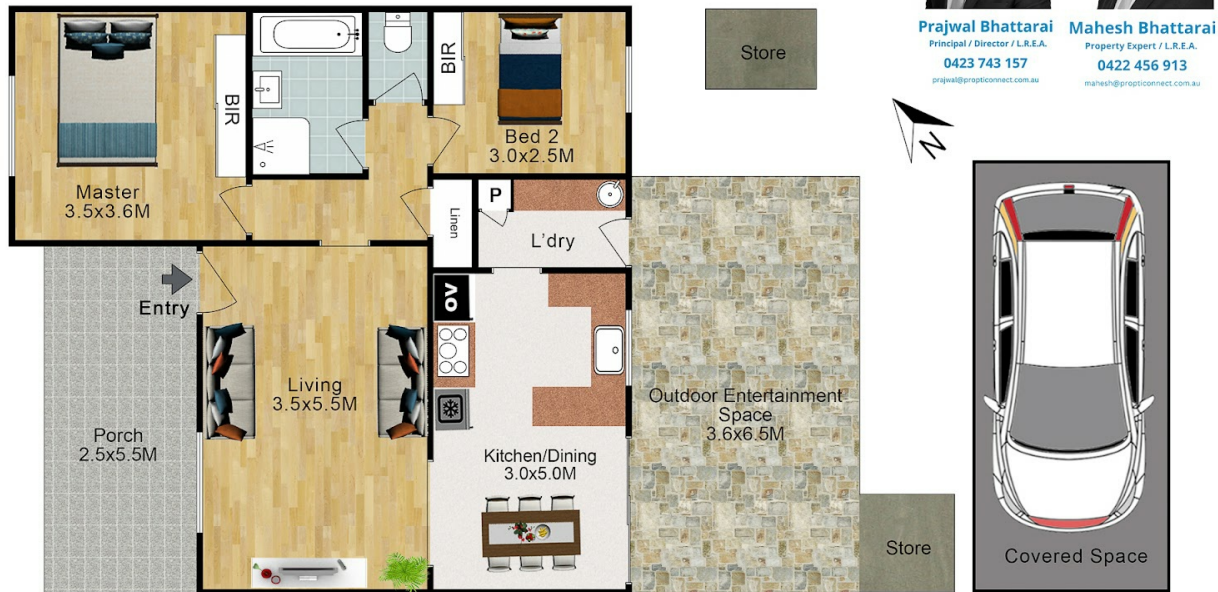 Prajwal Bhattarai
Principal / Director / L.R.E.A.
0423 743 157
prajwal@propticonnect.com.au
Mahesh Bhattarai
Property Expert / L.R.E.A.
0422 456 913
mahesh@propticonnect.com.au
Store
N
BIR
BIR
Bed 2
3.0x2.5M
Master
3.5x3.6M
Linen
P
L'dry
Entry
OV
Living
3.5x5.5M
Porch
2.5x5.5M
Kitchen/Dining
3.0x5.0M
Outdoor Entertainment
Space
3.6x6.5M
Store
Covered Space